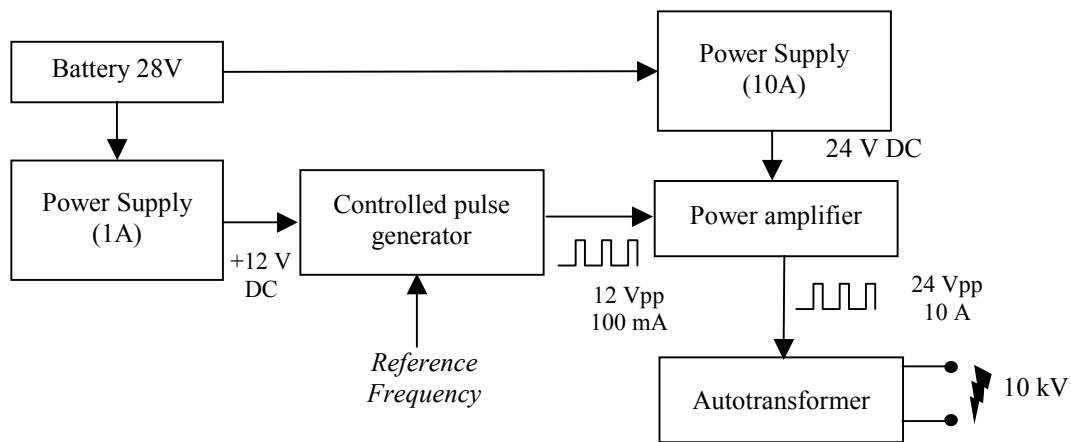 Battery 28V
Power Supply
(10A)
24 V DC
Power Supply
(1A)
+12 V
DC
Controlled pulse
generator
Power amplifier
12 Vpp
100 mA
24 Vpp
10 A
Reference
Frequency
Autotransformer
10 kV